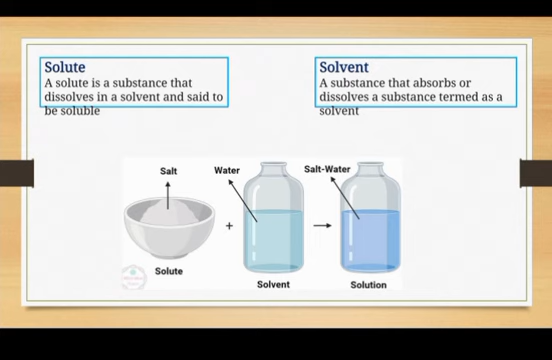 Solute
A solute is a substance that
dissolves in a solvent and said to
be soluble
Solvent
A substance that absorbs or
dissolves a substance termed as a
solvent
Salt
Water
Salt-Water
+
Solute
Solvent
Solution